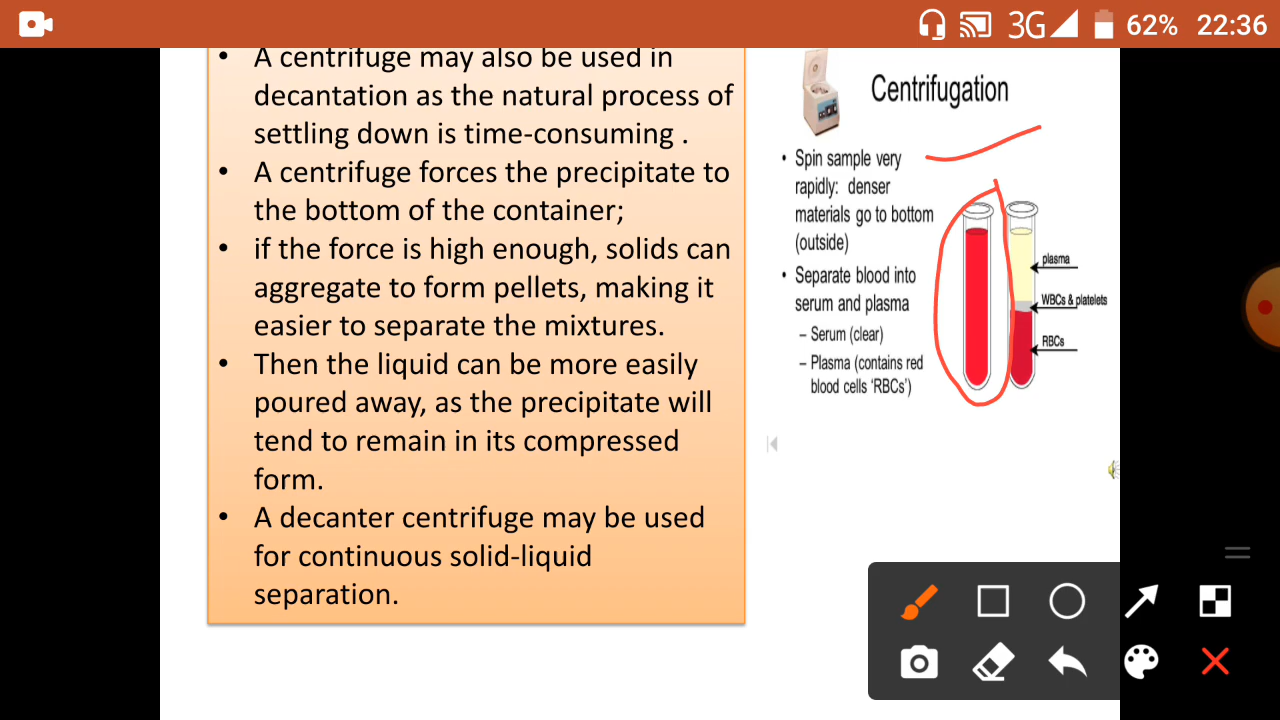 3G 62% 22:36
• A centrifuge may also be used in
decantation as the natural process of
settling down is time-consuming .
• A centrifuge forces the precipitate to
the bottom of the container;
• if the force is high enough, solids can
aggregate to form pellets, making it
easier to separate the mixtures.
• Then the liquid can be more easily
poured away, as the precipitate will
tend to remain in its compressed
form.
• A decanter centrifuge may be used
for continuous solid-liquid
separation.
Centrifugation
• Spin sample very
rapidly: denser
materials go to bottom
(outside)
• Separate blood into
serum and plasma
– Serum (clear)
– Plasma (contains red
blood cells ‘RBCs’)
plasma
WBCs & platelets
RBCs